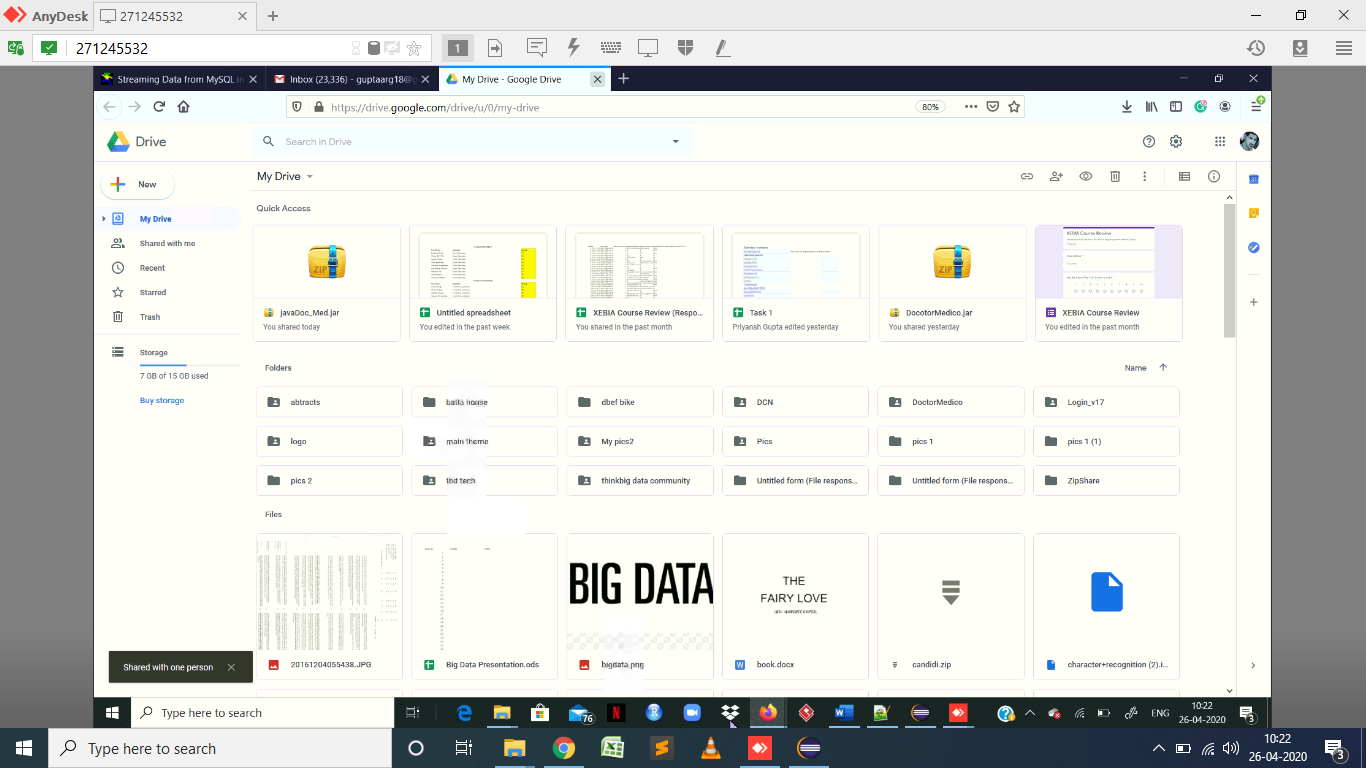 AnyDesk
271245532
271245532
1
Streaming Data from MySQL in
Inbox (23,336) - guptaarg18@g
My Drive - Google Drive
https://drive.google.com/drive/u/0/my-drive
80%
Drive
Search in Drive
New
My Drive
Shared with me
Recent
Starred
Trash
Storage
7 GB of 15 GB used
Buy storage
My Drive
Quick Access
ZIP
javaDoc_Med.jar
You shared today
Untitled spreadsheet
You edited in the past week
XEBIA Course Review (Respo...
You shared in the past month
Task 1
Priyansh Gupta edited yesterday
ZIP
DocotorMedico.jar
You shared yesterday
XEBIA Course Review
XEBIA Course Review
You edited in the past month
Folders
Name
abtracts
batla house
dbef bike
DCN
DoctorMedico
Login_v17
logo
main theme
My pics2
Pics
pics 1
pics 1 (1)
pics 2
tbd tech
thinkbig data community
Untitled form (File respons...
Untitled form (File respons...
ZipShare
Files
20161204055438.JPG
Big Data Presentation.ods
BIG DATA
bigdata.png
THE
FAIRY LOVE
book.docx
candidi.zip
character+recognition (2).i...
Shared with one person
Type here to search
76
ENG
10:22
26-04-2020
3
Type here to search
10:22
26-04-2020
3